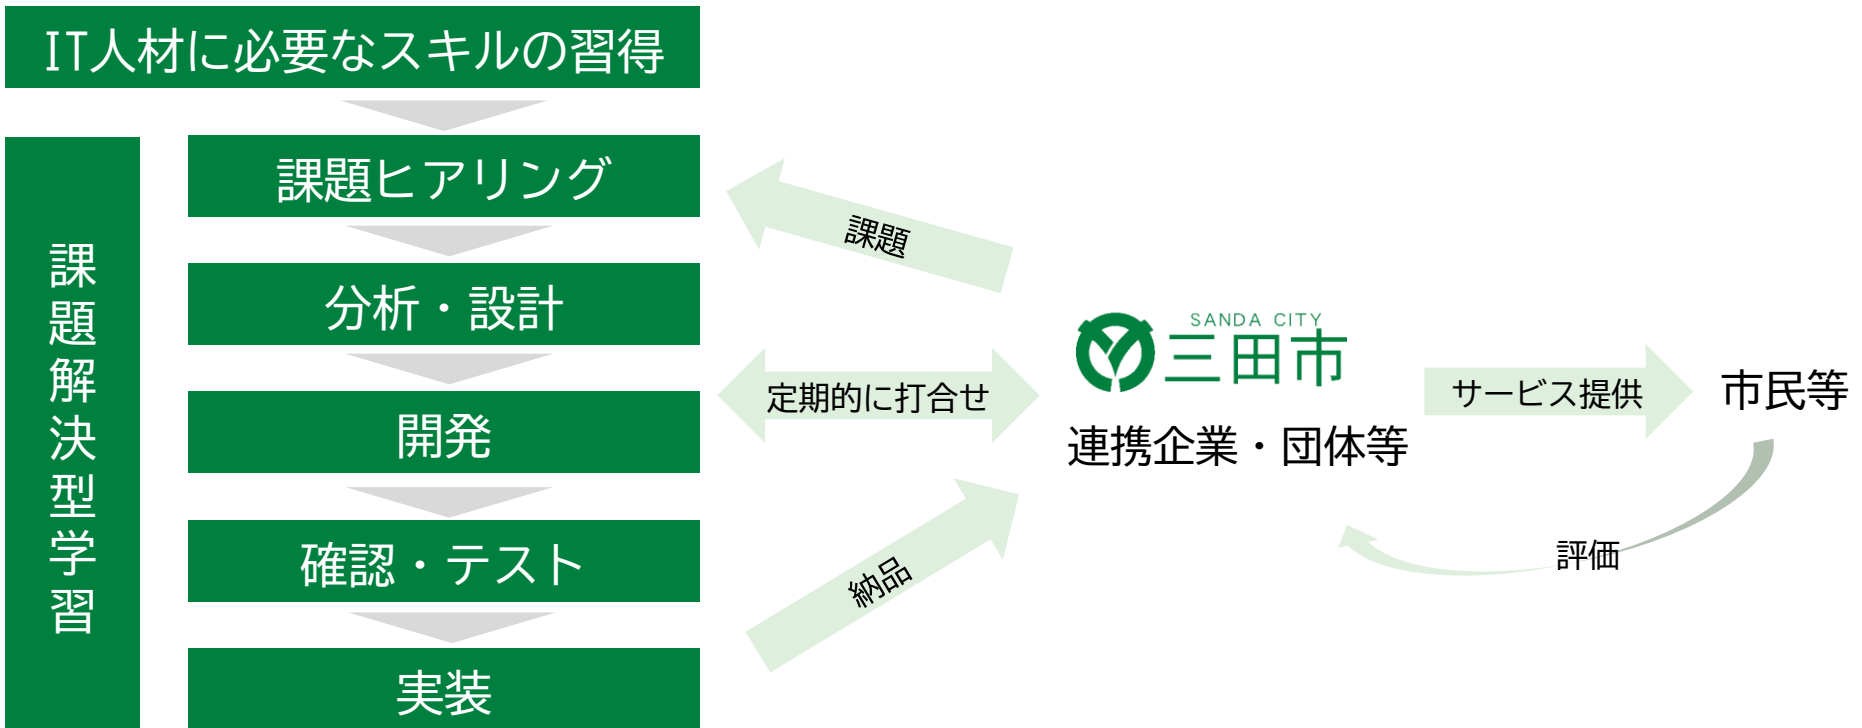 IT人材に必要なスキルの習得
課題解決型学習
課題ヒアリング
分析・設計
開発
確認・テスト
実装
課題
定期的に打合せ
納品
SANDA CITY
三田市
連携企業・団体等
サービス提供
市民等
評価